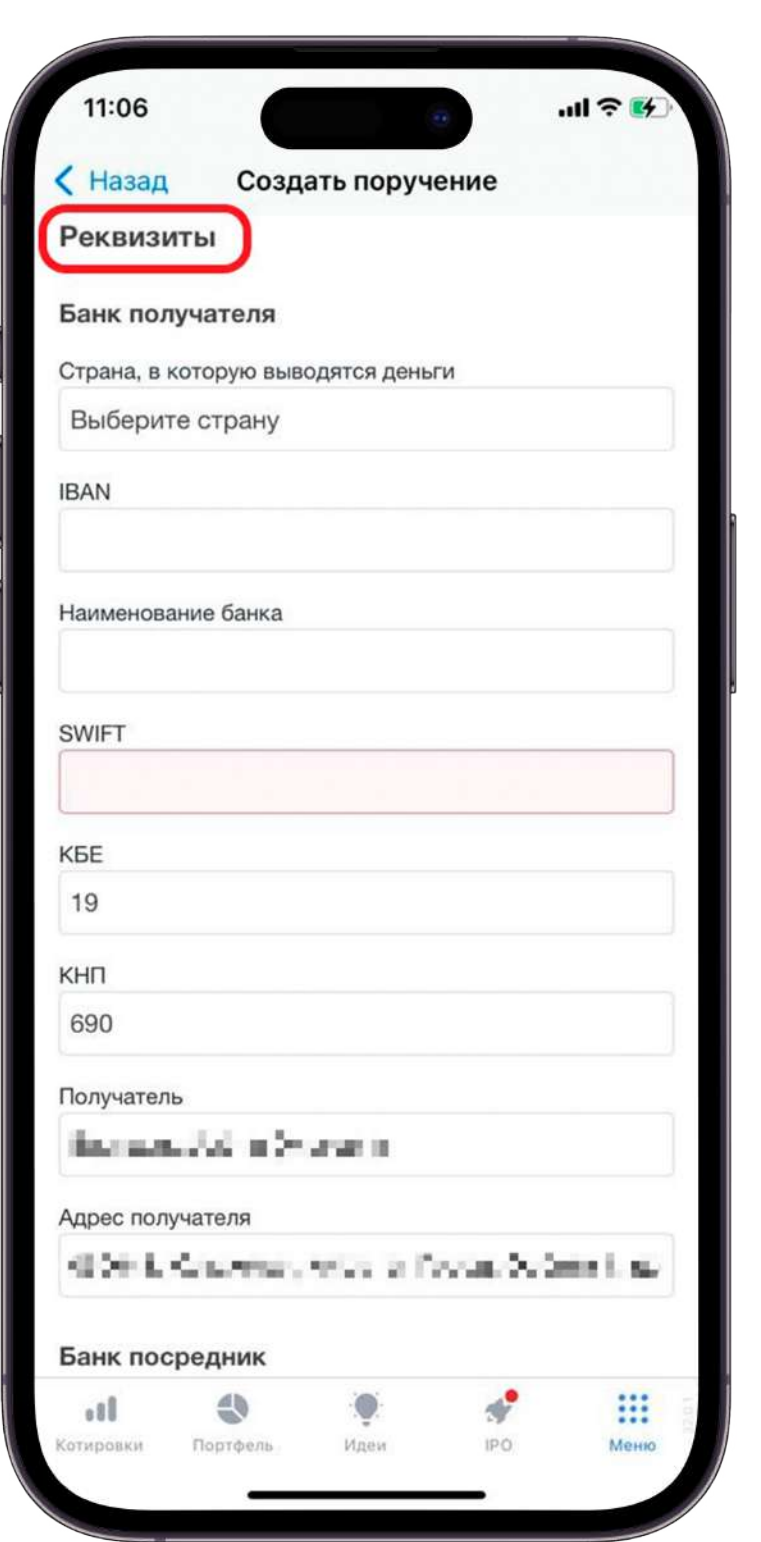 11:06
Назад
Создать поручение
Реквизиты
Банк получателя
Страна, в которую выводятся деньги
Выберите страну
IBAN
Наименование банка
SWIFT
КБЕ
19
КНП
690
Получатель
Адрес получателя
Банк посредник
Котировки
Портфель
Идеи
IPO
Меню